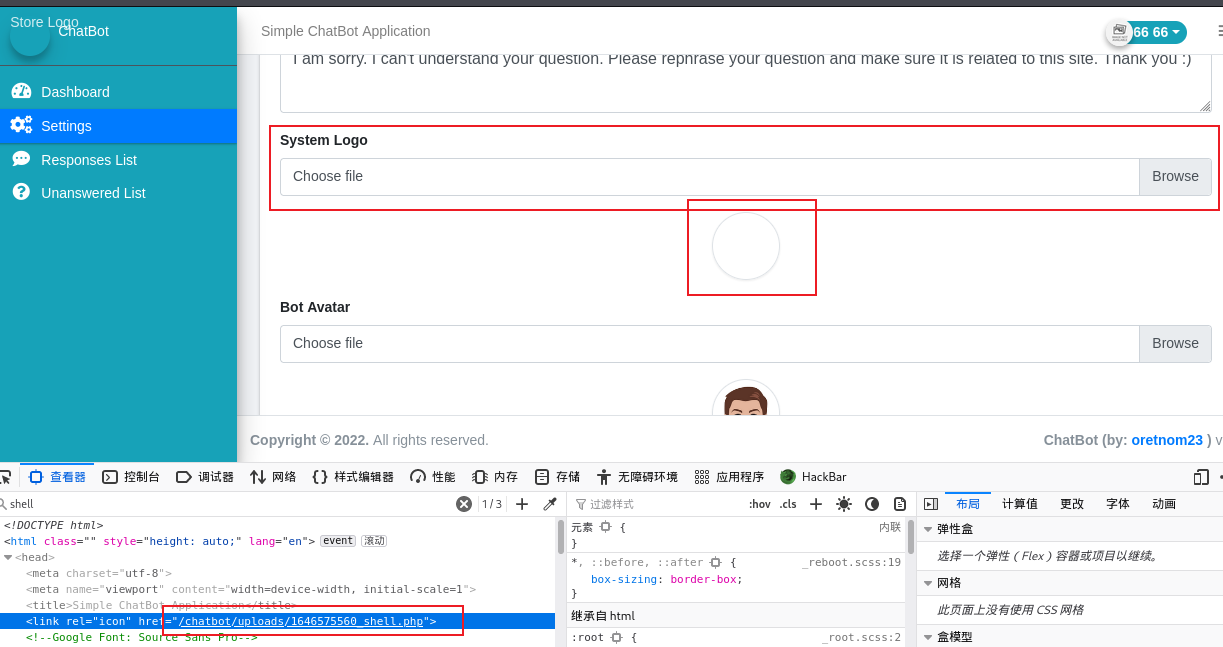 Store Logo
ChatBot
Simple ChatBot Application
66 66
Dashboard
Settings
Responses List
Unanswered List
I am sorry. I can't understand your question. Please rephrase your question and make sure it is related to this site. Thank you :)
System Logo
Choose file
Browse
Bot Avatar
Choose file
Browse
Copyright © 2022. All rights reserved.
ChatBot (by: oretnom23 ) v
查看器 控制台 调试器 网络 {} 样式编辑器 性能 内存 存储 无障碍环境 应用程序 HackBar
shell
1/3
过滤样式
:hov .cls
布局 计算值 更改 字体 动画
<!DOCTYPE html>
<html class="" style="height: auto;" lang="en"> event 滚动
<head>
<meta charset="utf-8">
<meta name="viewport" content="width=device-width, initial-scale=1">
<title>Simple ChatBot Application</title>
<link rel="icon" href="/chatbot/uploads/1646575560_shell.php">
<!--Google Font: Source Sans Pro-->
元素 { 内联
}
*, ::before, ::after { _reboot.scss:19
box-sizing: border-box;
}
继承自 html
:root { _root.scss:2
弹性盒
选择一个弹性（Flex）容器或项目以继续。
网格
此页面上没有使用 CSS 网格
盒模型